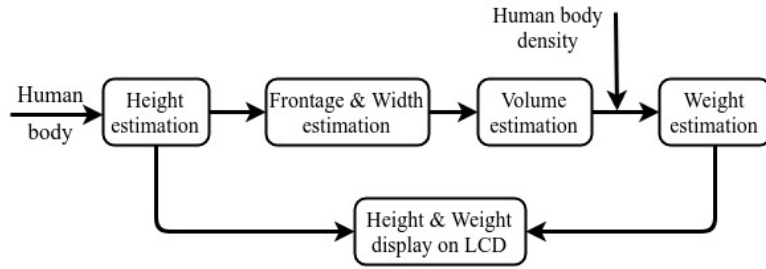 Human body
density
Human
body
Height
estimation
Frontage & Width
estimation
Volume
estimation
Weight
estimation
Height & Weight
display on LCD